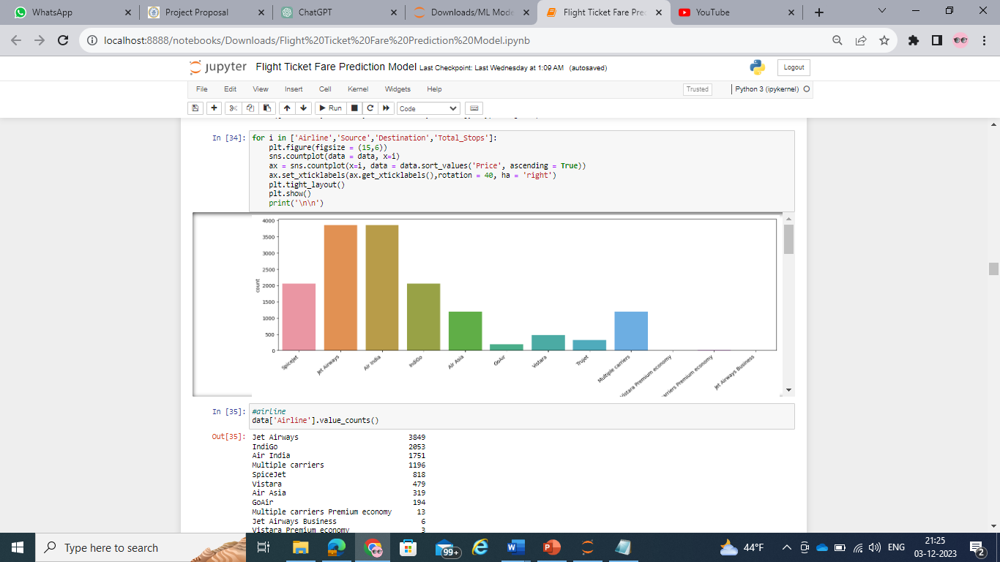 WhatsApp
Project Proposal
ChatGPT
Downloads/ML Mode
Flight Ticket Fare Pre
YouTube
localhost:8888/notebooks/Downloads/Flight%20Ticket%20Fare%20Prediction%20Model.ipynb
jupyter Flight Ticket Fare Prediction Model Last Checkpoint: Last Wednesday at 1:09 AM (autosaved)
Logout
File Edit View Insert Cell Kernel Widgets Help
Trusted
Python 3 (ipykernel)
Run
Code
In [34]: for i in ['Airline','Source','Destination','Total_Stops']:
plt.figure(figsize = (15,6))
sns.countplot(data = data, x=i)
ax = sns.countplot(x=i, data = data.sort_values('Price', ascending = True))
ax.set_xticklabels(ax.get_xticklabels(),rotation = 40, ha = 'right')
plt.tight_layout()
plt.show()
print('\n\n')
4000
3500
3000
2500
2000
1500
1000
500
0
count
SpiceJet
Jet Airways
Air India
IndiGo
Air Asia
GoAir
Vistara
Trujet
Multiple carriers
Vistara Premium economy
arriers Premium economy
Jet Airways Business
In [35]: #airline
data['Airline'].value_counts()
Out[35]: Jet Airways 3849
IndiGo 2053
Air India 1751
Multiple carriers 1196
SpiceJet 818
Vistara 479
Air Asia 319
GoAir 194
Multiple carriers Premium economy 13
Jet Airways Business 6
Vistara Premium economy 3
Type here to search
99+
44°F
ENG
21:25
03-12-2023
2